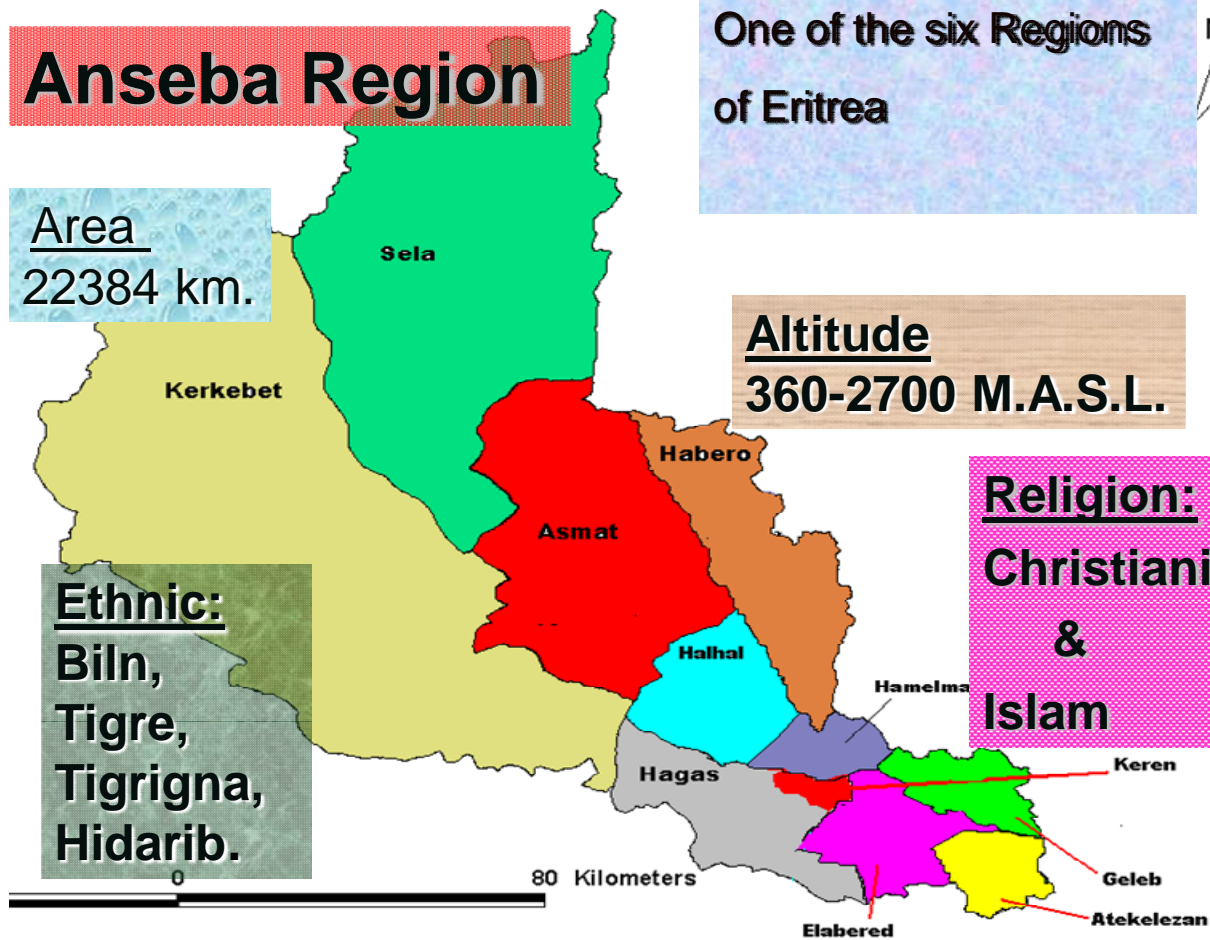 Anseba Region
One of the six Regions
of Eritrea
Area
22384 km.
Sela
Kerkebet
Altitude
360-2700 M.A.S.L.
Habero
Asmat
Religion:
Christiani
&
Islam
Ethnic:
Biln,
Tigre,
Tigrigna,
Hidarib.
Halhal
Hamelma
Hagas
Keren
Geleb
Atekelezan
Elabered
0 80 Kilometers